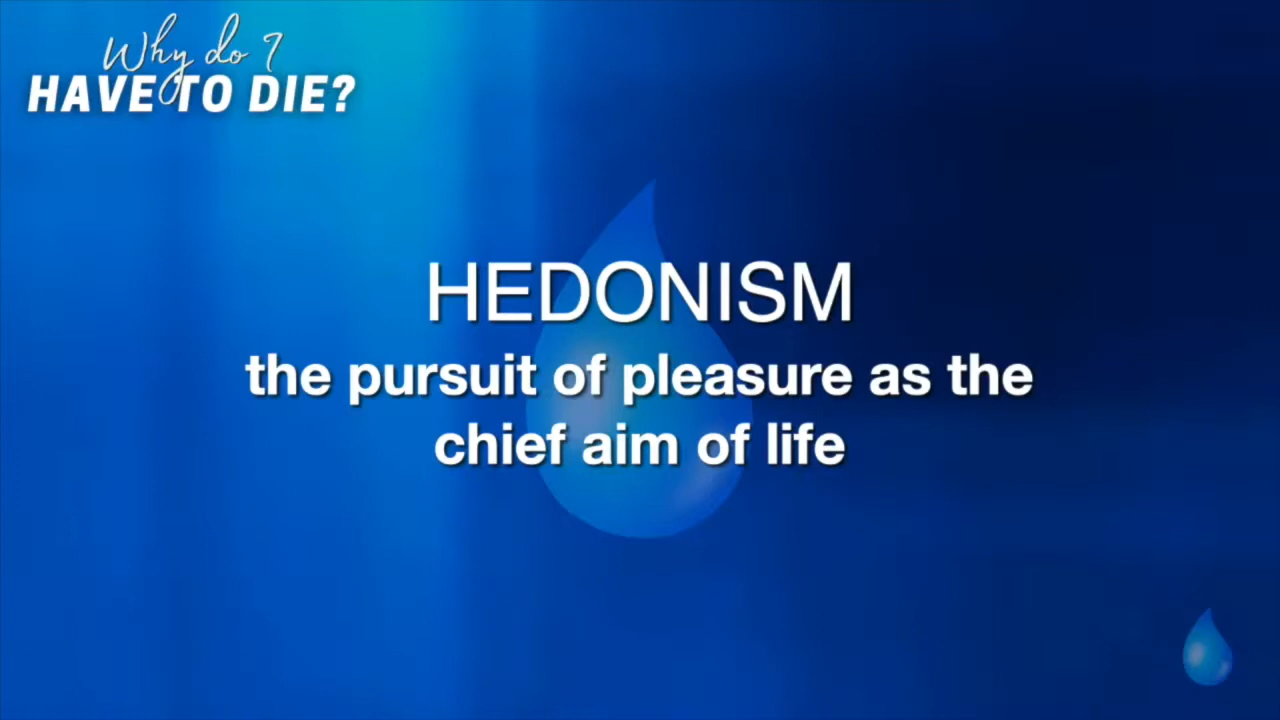 Why do I
HAVE TO DIE?
HEDONISM
the pursuit of pleasure as the
chief aim of life